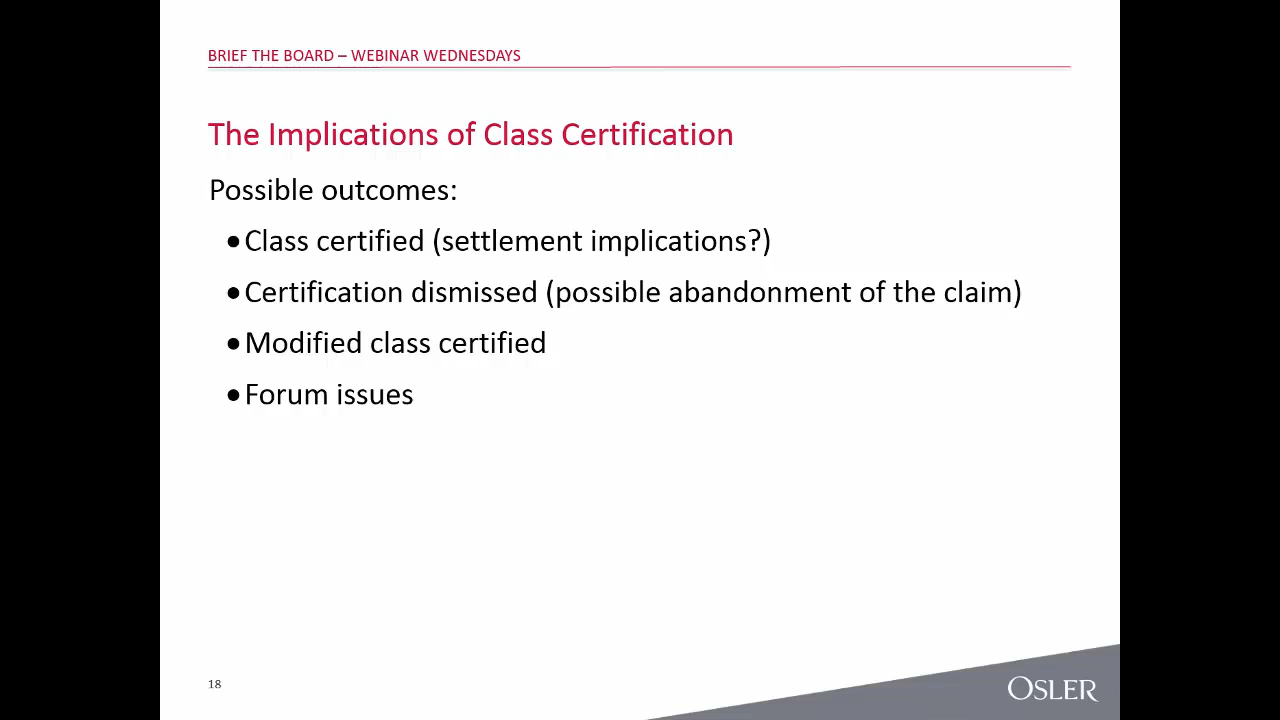 BRIEF THE BOARD – WEBINAR WEDNESDAYS
The Implications of Class Certification
Possible outcomes:
•Class certified (settlement implications?)
•Certification dismissed (possible abandonment of the claim)
•Modified class certified
•Forum issues
18
OSLER